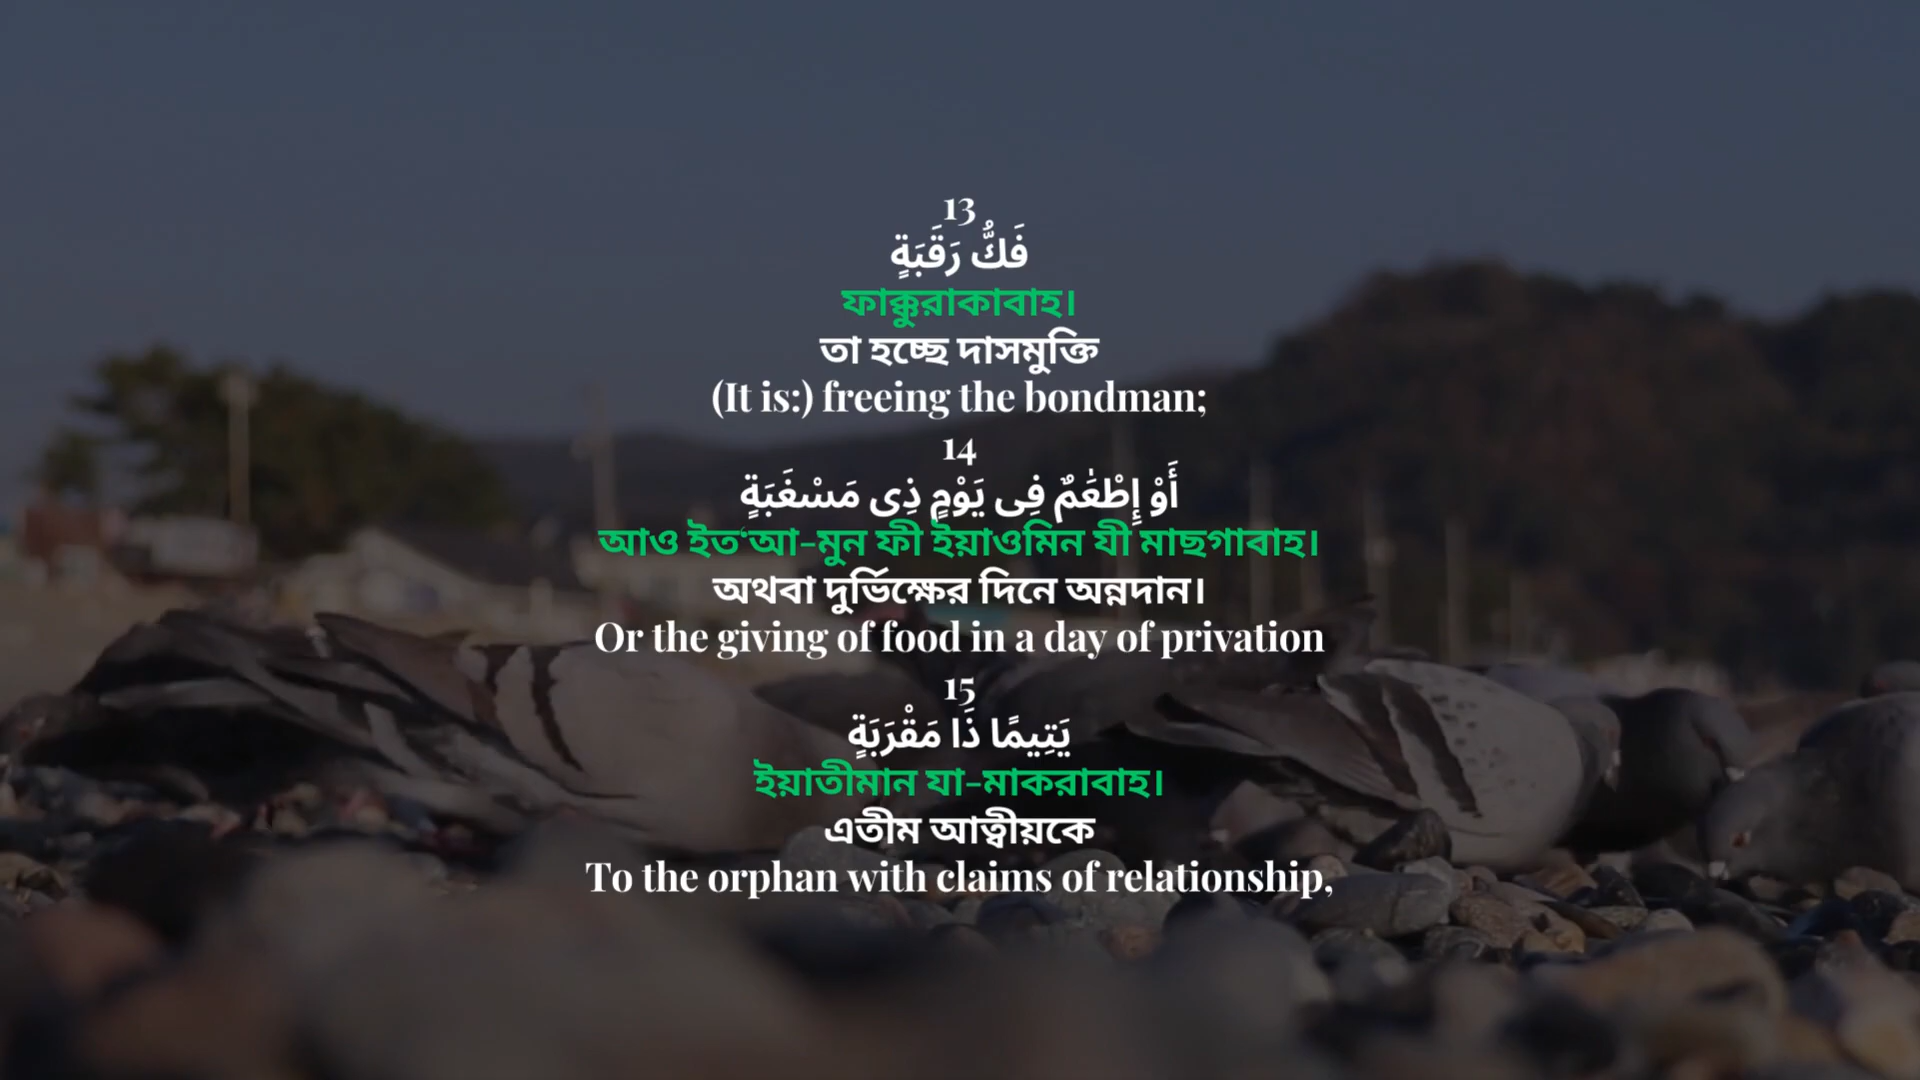 13
فَكُّ رَقَبَةٍ
ফাক্কুরাকাবাহ।
তা হচ্ছে দাসমুক্তি
(It is:) freeing the bondman;
14
أَوْ إِطْعَٰمٌ فِى يَوْمٍ ذِى مَسْغَبَةٍ
আও ইত‘আ-মুন ফী ইয়াওমিন যী মাছগাবাহ।
অথবা দুর্ভিক্ষের দিনে অন্নদান।
Or the giving of food in a day of privation
15
يَتِيمًا ذَا مَقْرَبَةٍ
ইয়াতীমান যা-মাকরাবাহ।
এতীম আত্বীয়কে
To the orphan with claims of relationship,